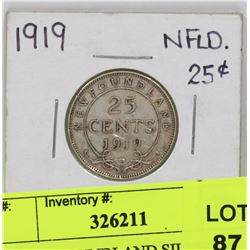 1919 NFLD.
25¢
NEWFOUNDLAND
25
CENTS
1919
#: Inventory #: LOT
326211 87